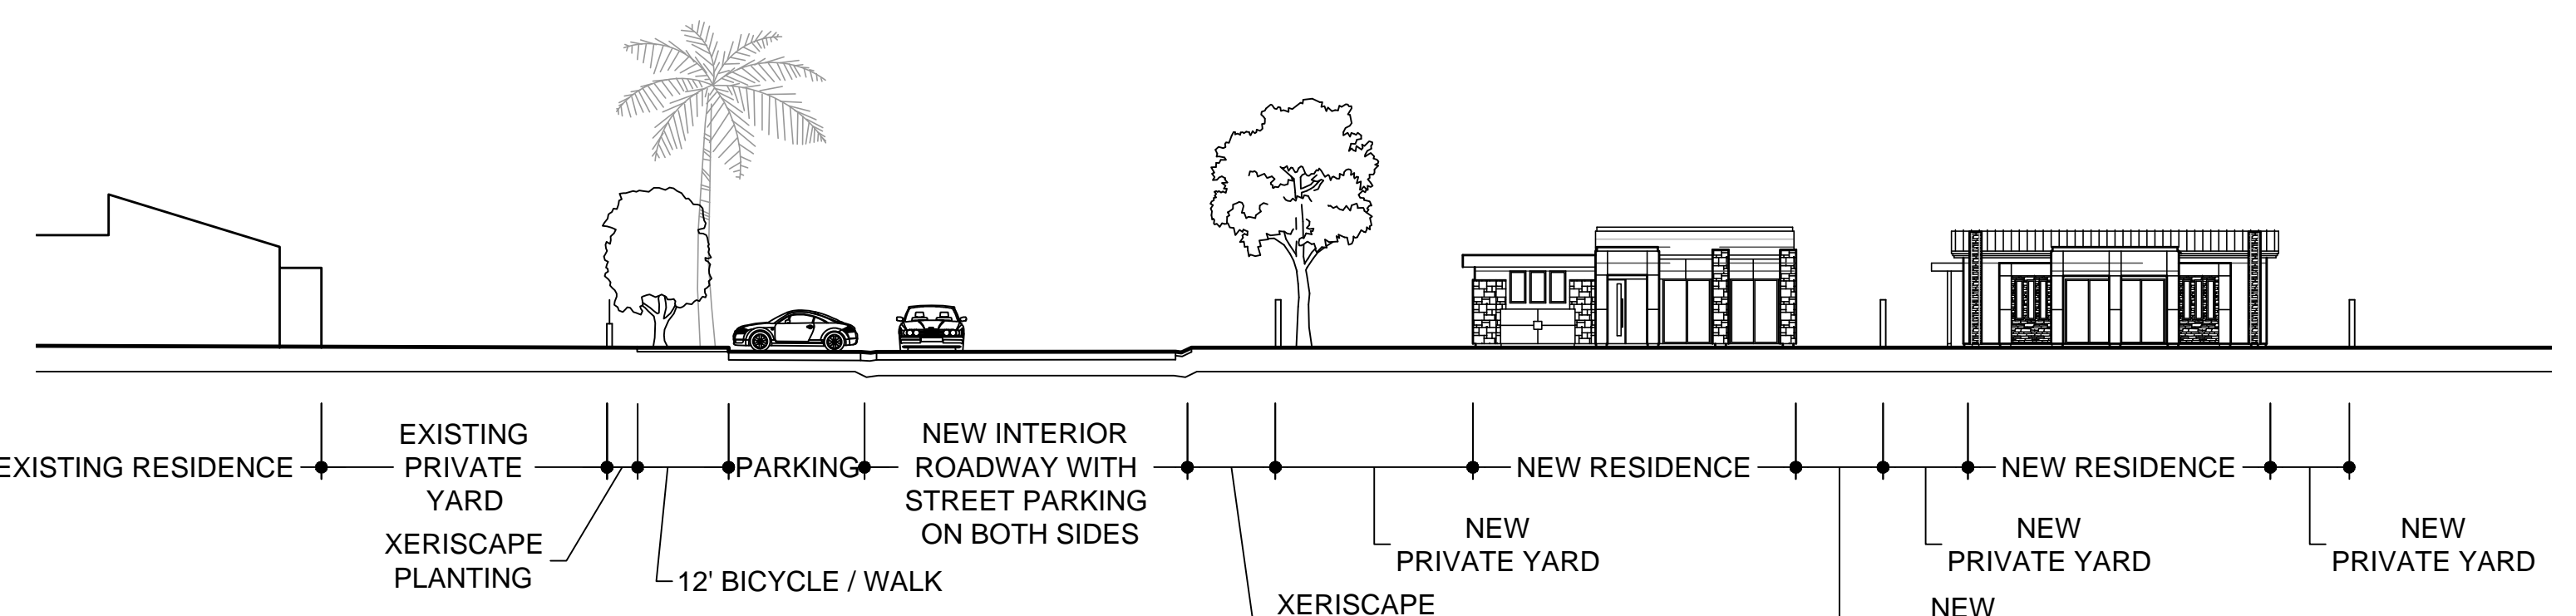 EXISTING RESIDENCE
EXISTING
PRIVATE
YARD
XERISCAPE
PLANTING
12' BICYCLE / WALK
PARKING
NEW INTERIOR
ROADWAY WITH
STREET PARKING
ON BOTH SIDES
XERISCAPE
NEW
PRIVATE YARD
NEW RESIDENCE
NEW
NEW
PRIVATE YARD
NEW RESIDENCE
NEW
PRIVATE YARD